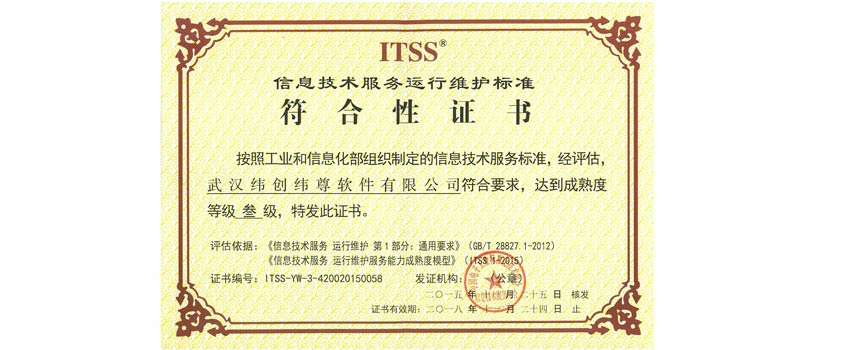 ITSS®
信息技术服务运行维护标准
符合性证书
按照工业和信息化部组织制定的信息技术服务标准，经评估，
武汉纬创纬尊软件有限公司符合要求，达到成熟度
等级 叁 级，特发此证书。
评估依据：《信息技术服务 运行维护 第1部分：通用要求》（GB/T 28827.1-2012）
《信息技术服务 运行维护服务能力成熟度模型》（ITSS.1-2015）
证书编号：ITSS-YW-3-420020150058 发证机构： （公章）
二〇一五 年 十 月 二十五 日 核发
证书有效期：二〇一八 年 十 月 二十四 日 止